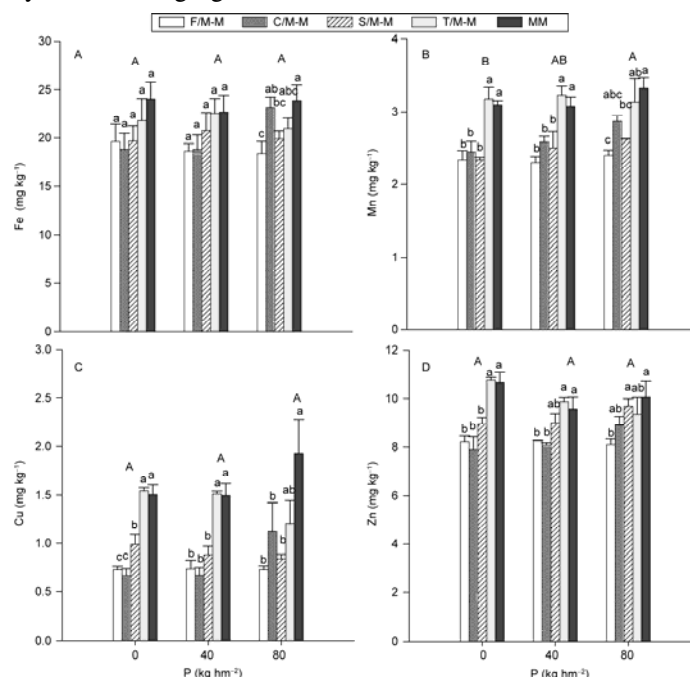 F/M-M C/M-M S/M-M T/M-M MM
A
A A A
a a a a a
a a a a a
c ab bc abc a
30
25
20
15
10
5
0
Fe (mg kg⁻¹)
B
B AB A
b b b a a
b b b a a
c abc bc ab a
4
3
2
1
0
Mn (mg kg⁻¹)
C
A A A
c c b a a
b b b a a
b b b ab a
3.0
2.5
2.0
1.5
1.0
0.5
0.0
Cu (mg kg⁻¹)
0 40 80
P (kg hm⁻²)
D
A A A
b b b a a
b b ab a a
b ab a ab a
12
10
8
6
4
2
0
Zn (mg kg⁻¹)
0 40 80
P (kg hm⁻²)